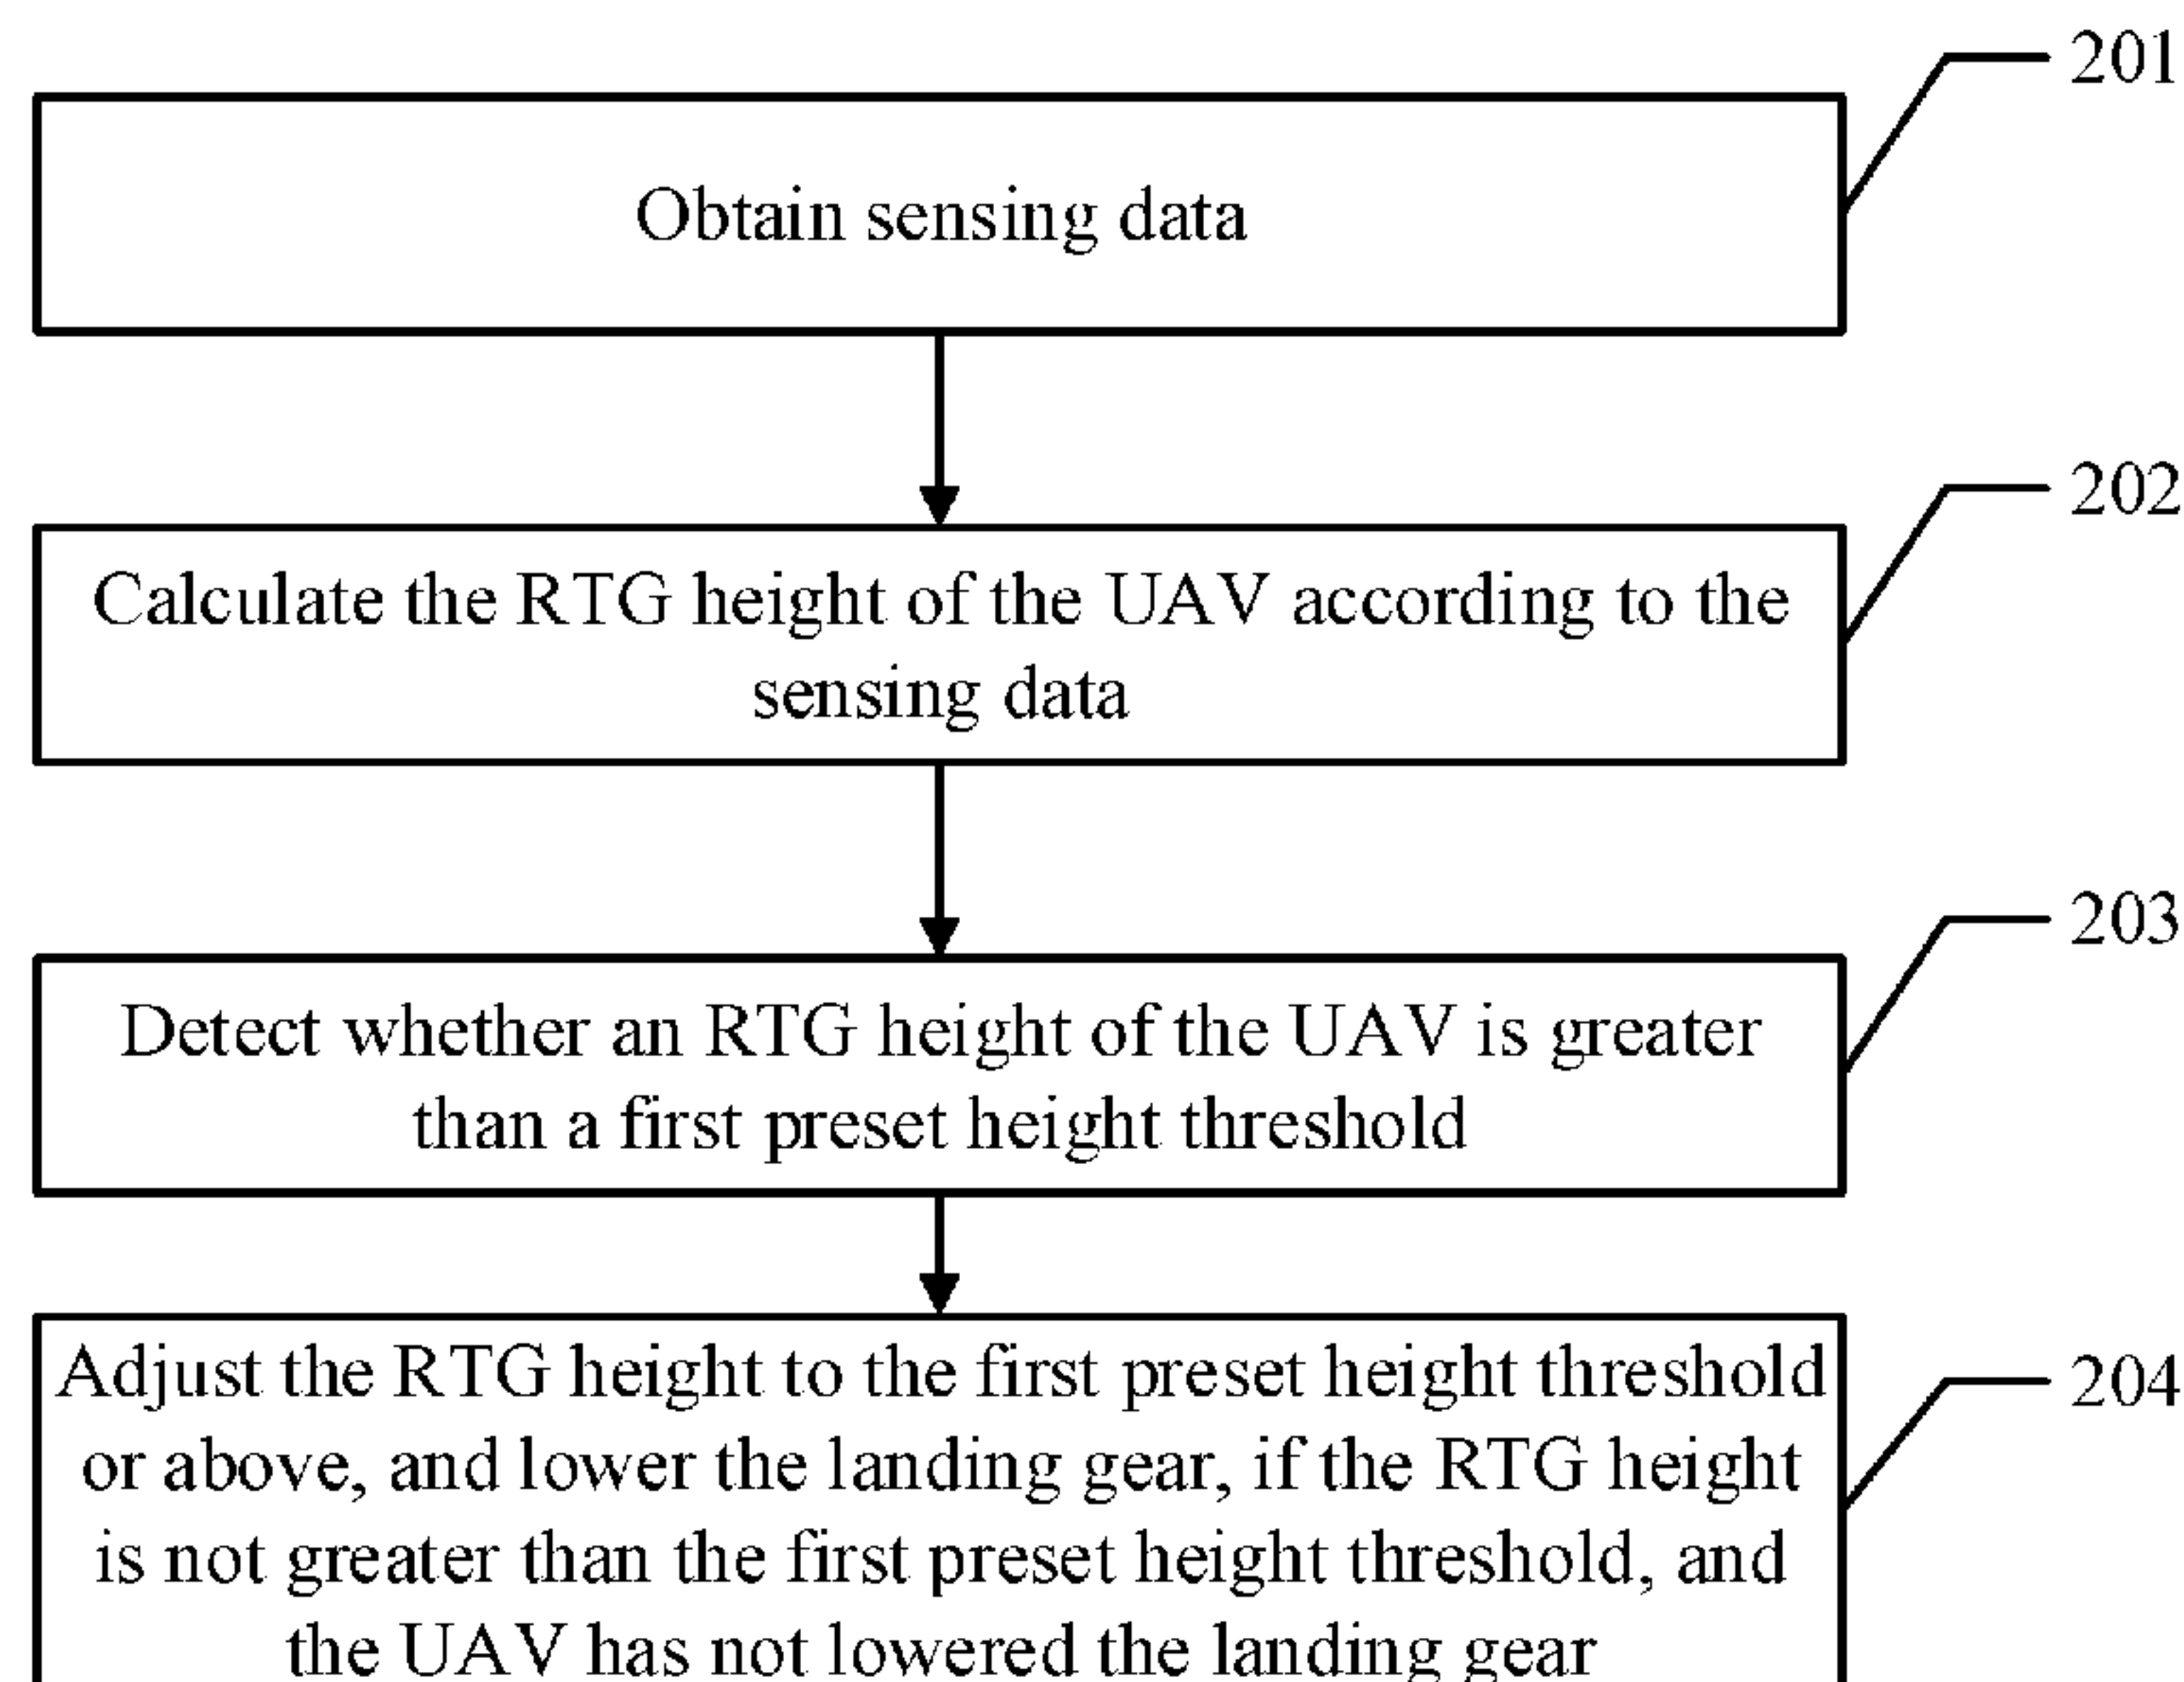 201
Obtain sensing data
202
Calculate the RTG height of the UAV according to the
sensing data
203
Detect whether an RTG height of the UAV is greater
than a first preset height threshold
Adjust the RTG height to the first preset height threshold
204
or above, and lower the landing gear, if the RTG height
is not greater than the first preset height threshold, and
the UAV has not lowered the landing gear